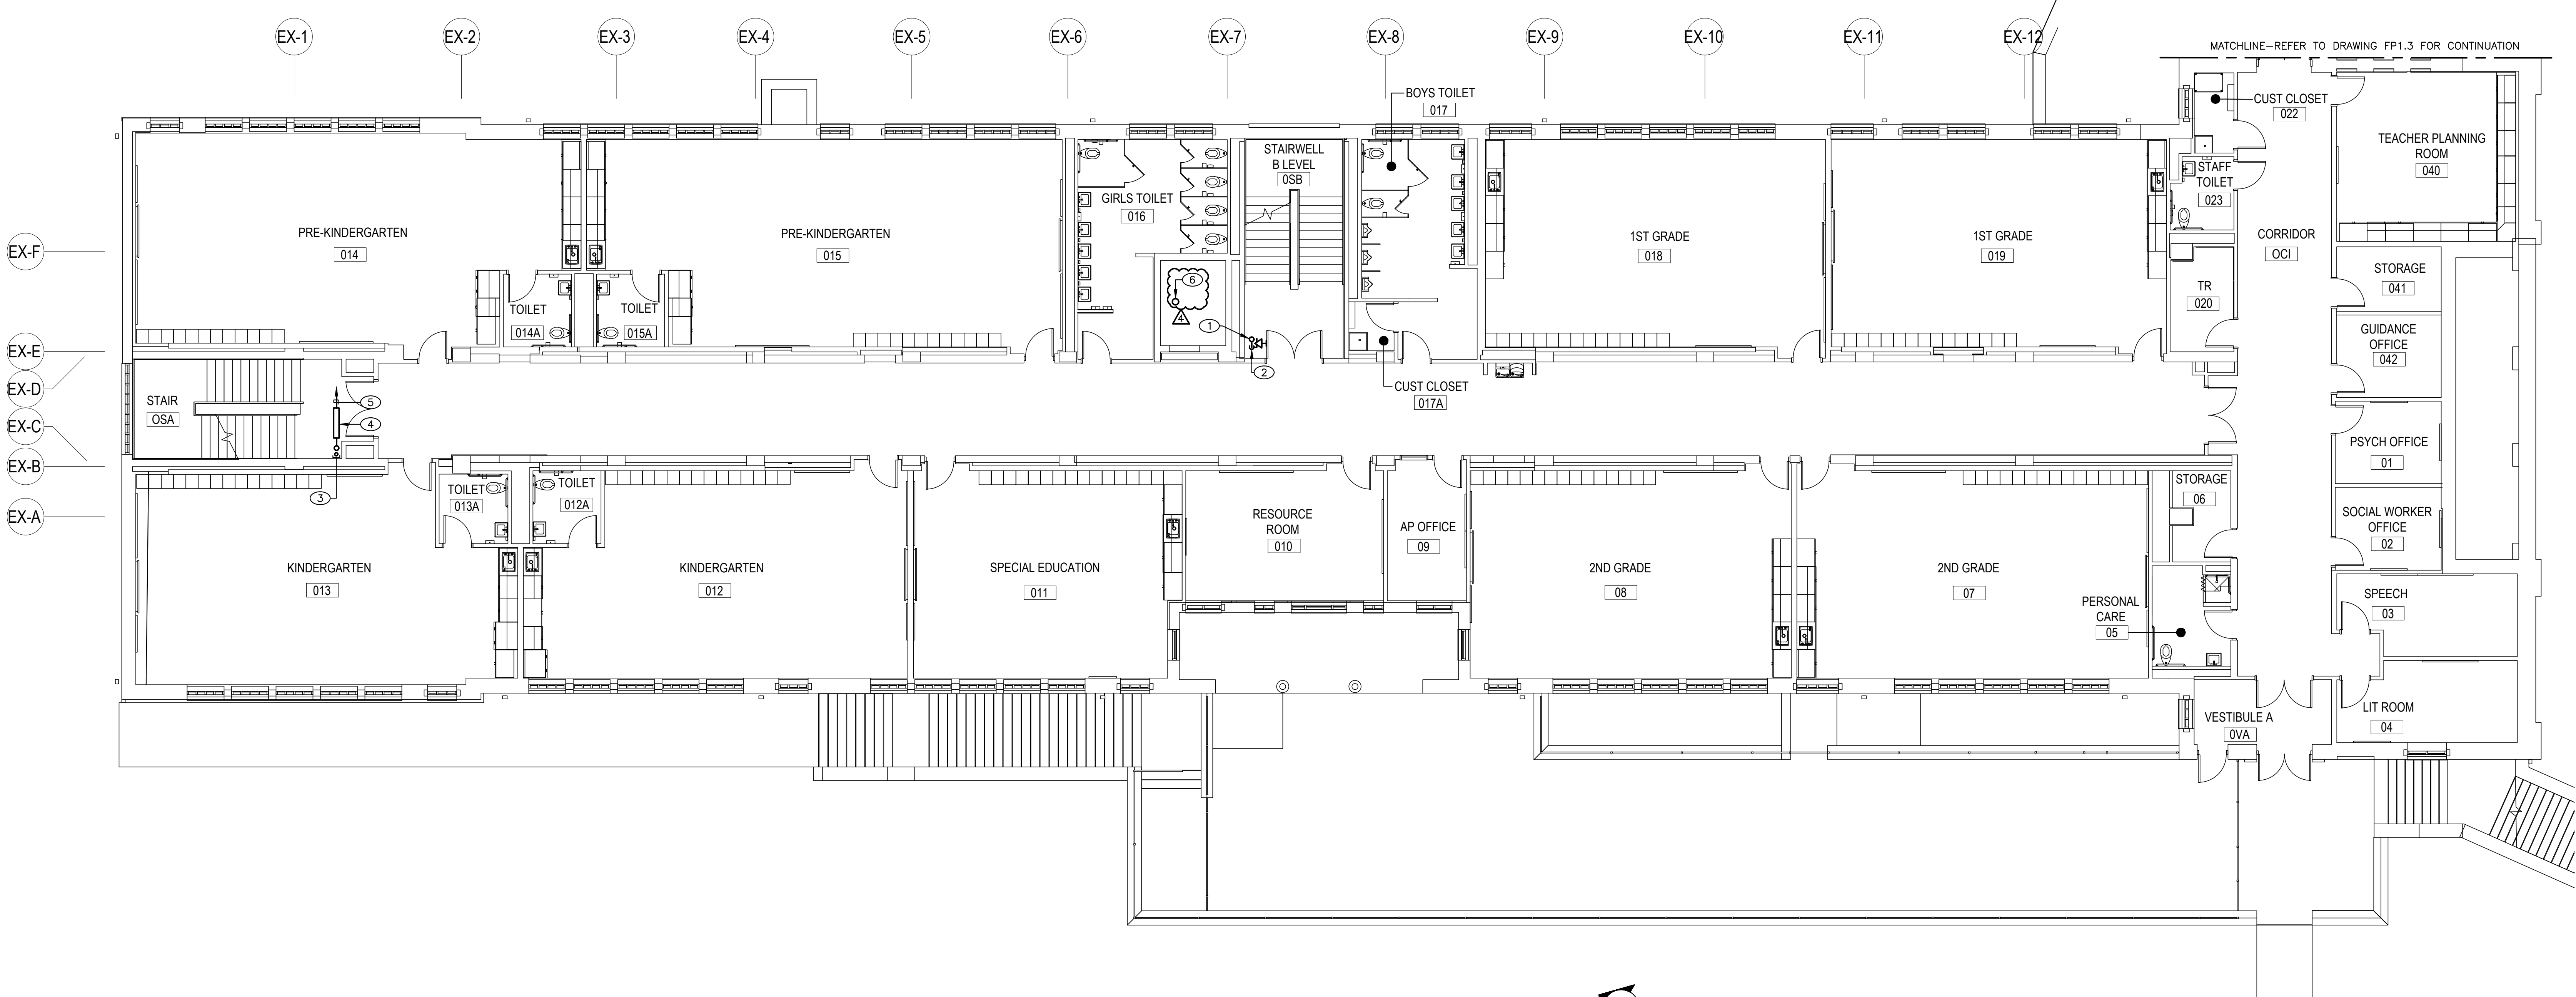 EX-1
EX-2
EX-3
EX-4
EX-5
EX-6
EX-7
EX-8
EX-9
EX-10
EX-11
EX-12
MATCHLINE-REFER TO DRAWING FP1.3 FOR CONTINUATION
BOYS TOILET
017
CUST CLOSET
022
STAIRWELL
B LEVEL
0SB
TEACHER PLANNING
ROOM
040
STAFF
TOILET
023
GIRLS TOILET
016
EX-F
PRE-KINDERGARTEN
014
PRE-KINDERGARTEN
015
1ST GRADE
018
1ST GRADE
019
CORRIDOR
OCI
STORAGE
041
6
4
TR
020
TOILET
014A
TOILET
015A
1
2
GUIDANCE
OFFICE
042
EX-E
EX-D
EX-C
EX-B
EX-A
STAIR
OSA
5
4
3
CUST CLOSET
017A
PSYCH OFFICE
01
TOILET
013A
TOILET
012A
STORAGE
06
RESOURCE
ROOM
010
AP OFFICE
09
SOCIAL WORKER
OFFICE
02
KINDERGARTEN
013
KINDERGARTEN
012
SPECIAL EDUCATION
011
2ND GRADE
08
2ND GRADE
07
PERSONAL
CARE
05
SPEECH
03
LIT ROOM
04
VESTIBULE A
0VA